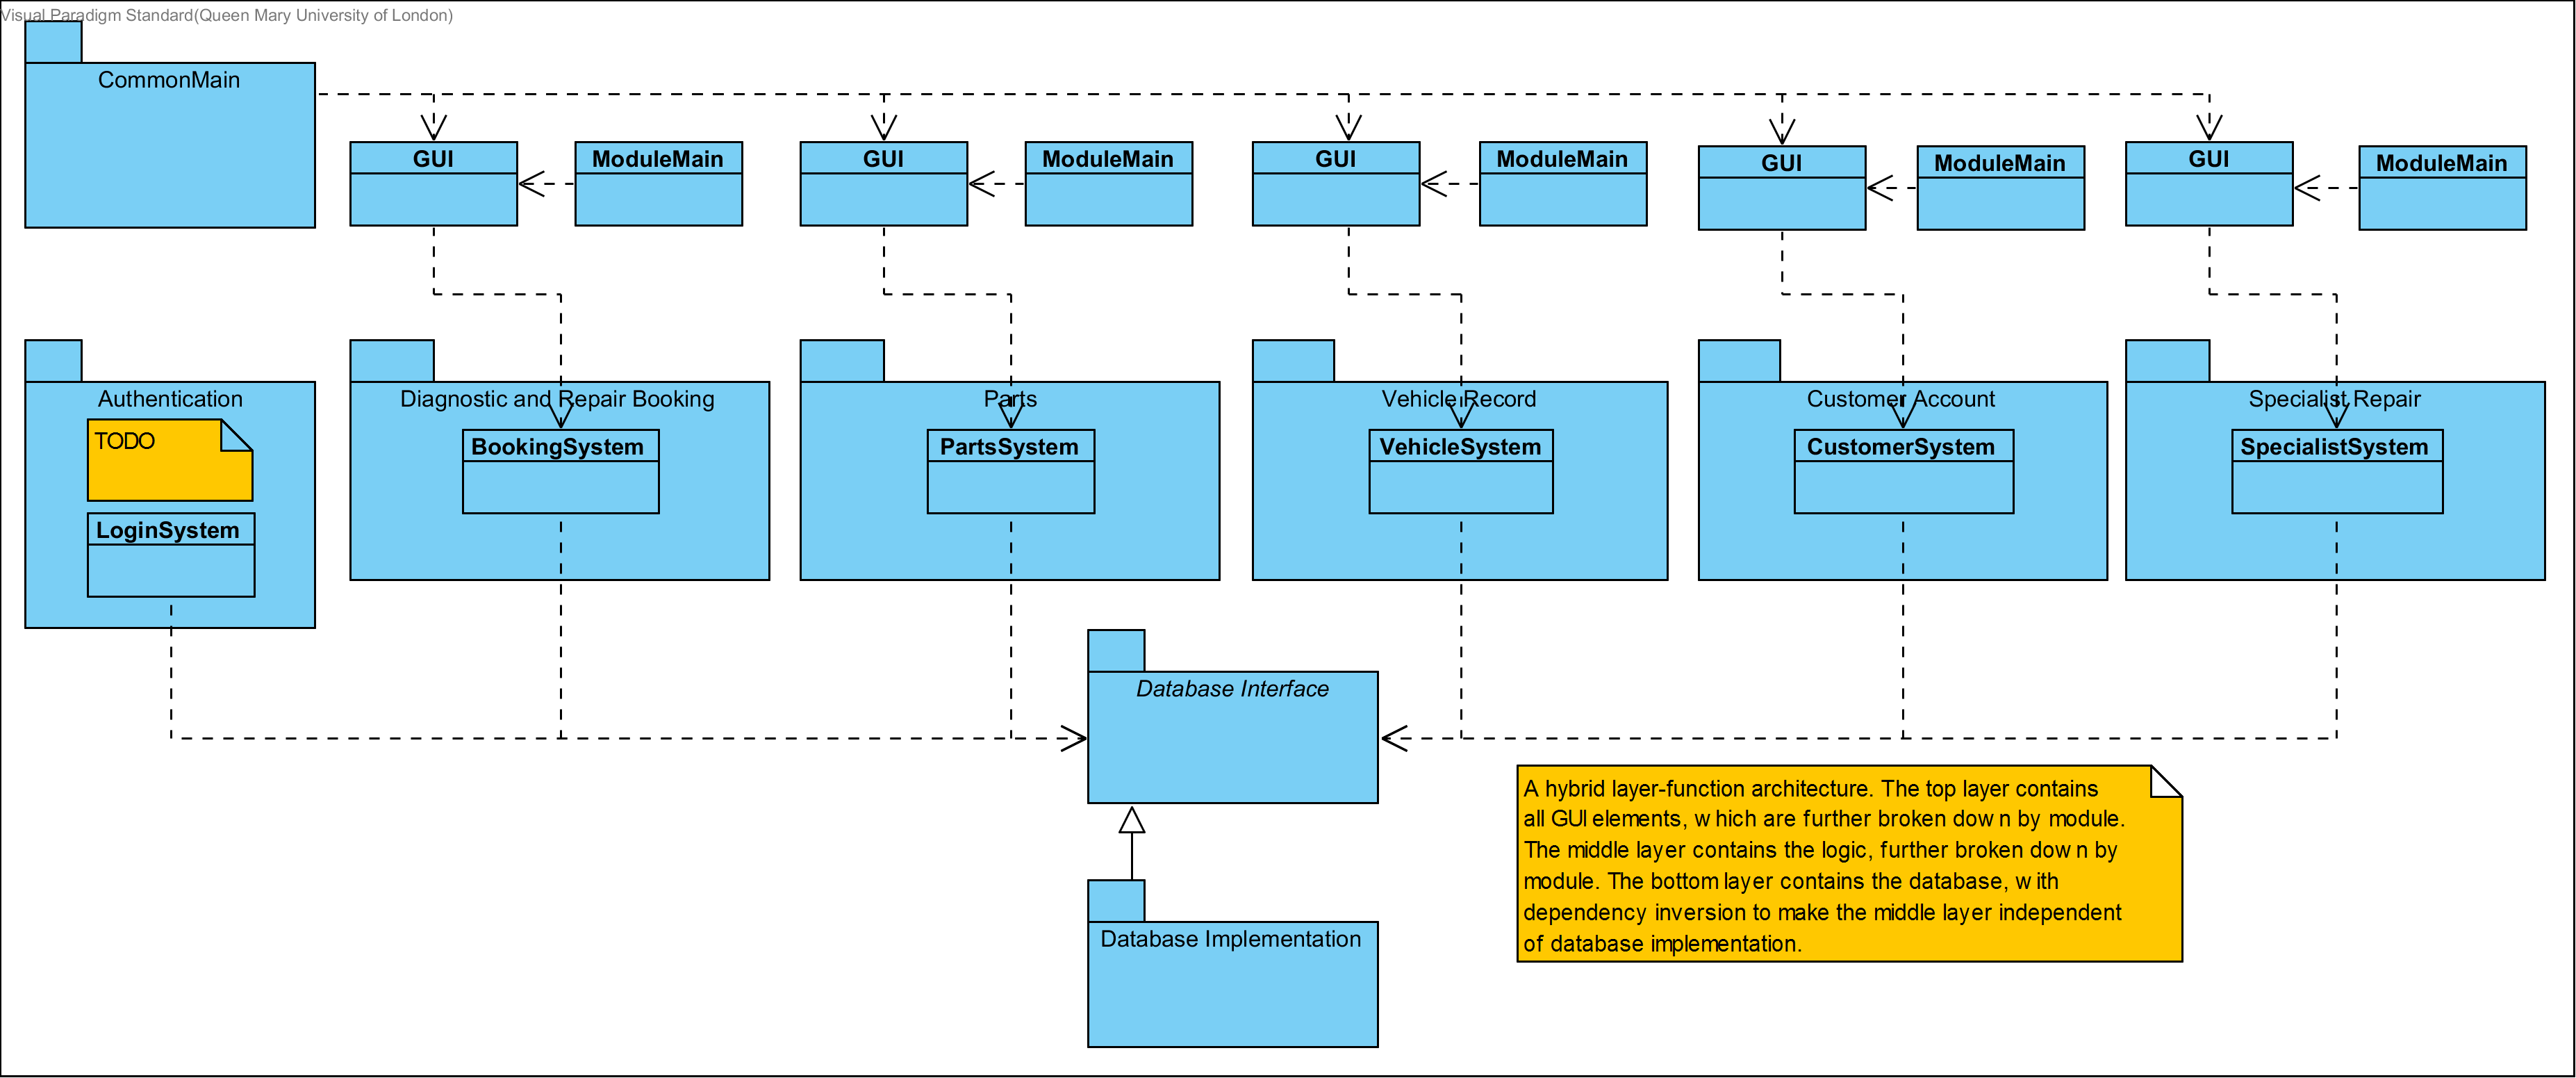 Visual Paradigm Standard(Queen Mary University of London)
CommonMain
GUI
ModuleMain
GUI
ModuleMain
GUI
ModuleMain
GUI
ModuleMain
GUI
ModuleMain
Authentication
TODO
LoginSystem
Diagnostic and Repair Booking
BookingSystem
Parts
PartsSystem
Vehicle Record
VehicleSystem
Customer Account
CustomerSystem
Specialist Repair
SpecialistSystem
Database Interface
Database Implementation
A hybrid layer-function architecture. The top layer contains
all GUI elements, which are further broken down by module.
The middle layer contains the logic, further broken down by
module. The bottom layer contains the database, with
dependency inversion to make the middle layer independent
of database implementation.